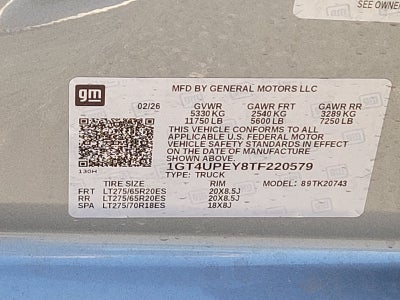 SEE OWNER
gm
MFD BY GENERAL MOTORS LLC
02/26 GVWR GAWR FRT GAWR RR
5330 KG 2540 KG 3289 KG
11750 LB 5600 LB 7250 LB
THIS VEHICLE CONFORMS TO ALL
APPLICABLE U.S. FEDERAL MOTOR
VEHICLE SAFETY STANDARDS IN EFFECT
ON THE DATE OF MANUFACTURE
SHOWN ABOVE.
130H 1GT4UPEY8TF220579
TYPE: TRUCK
TIRE SIZE RIM MODEL: 89TK20743
FRT LT275/65R20ES 20X8.5J
RR LT275/65R20ES 20X8.5J
SPA LT275/70R18ES 18X8J